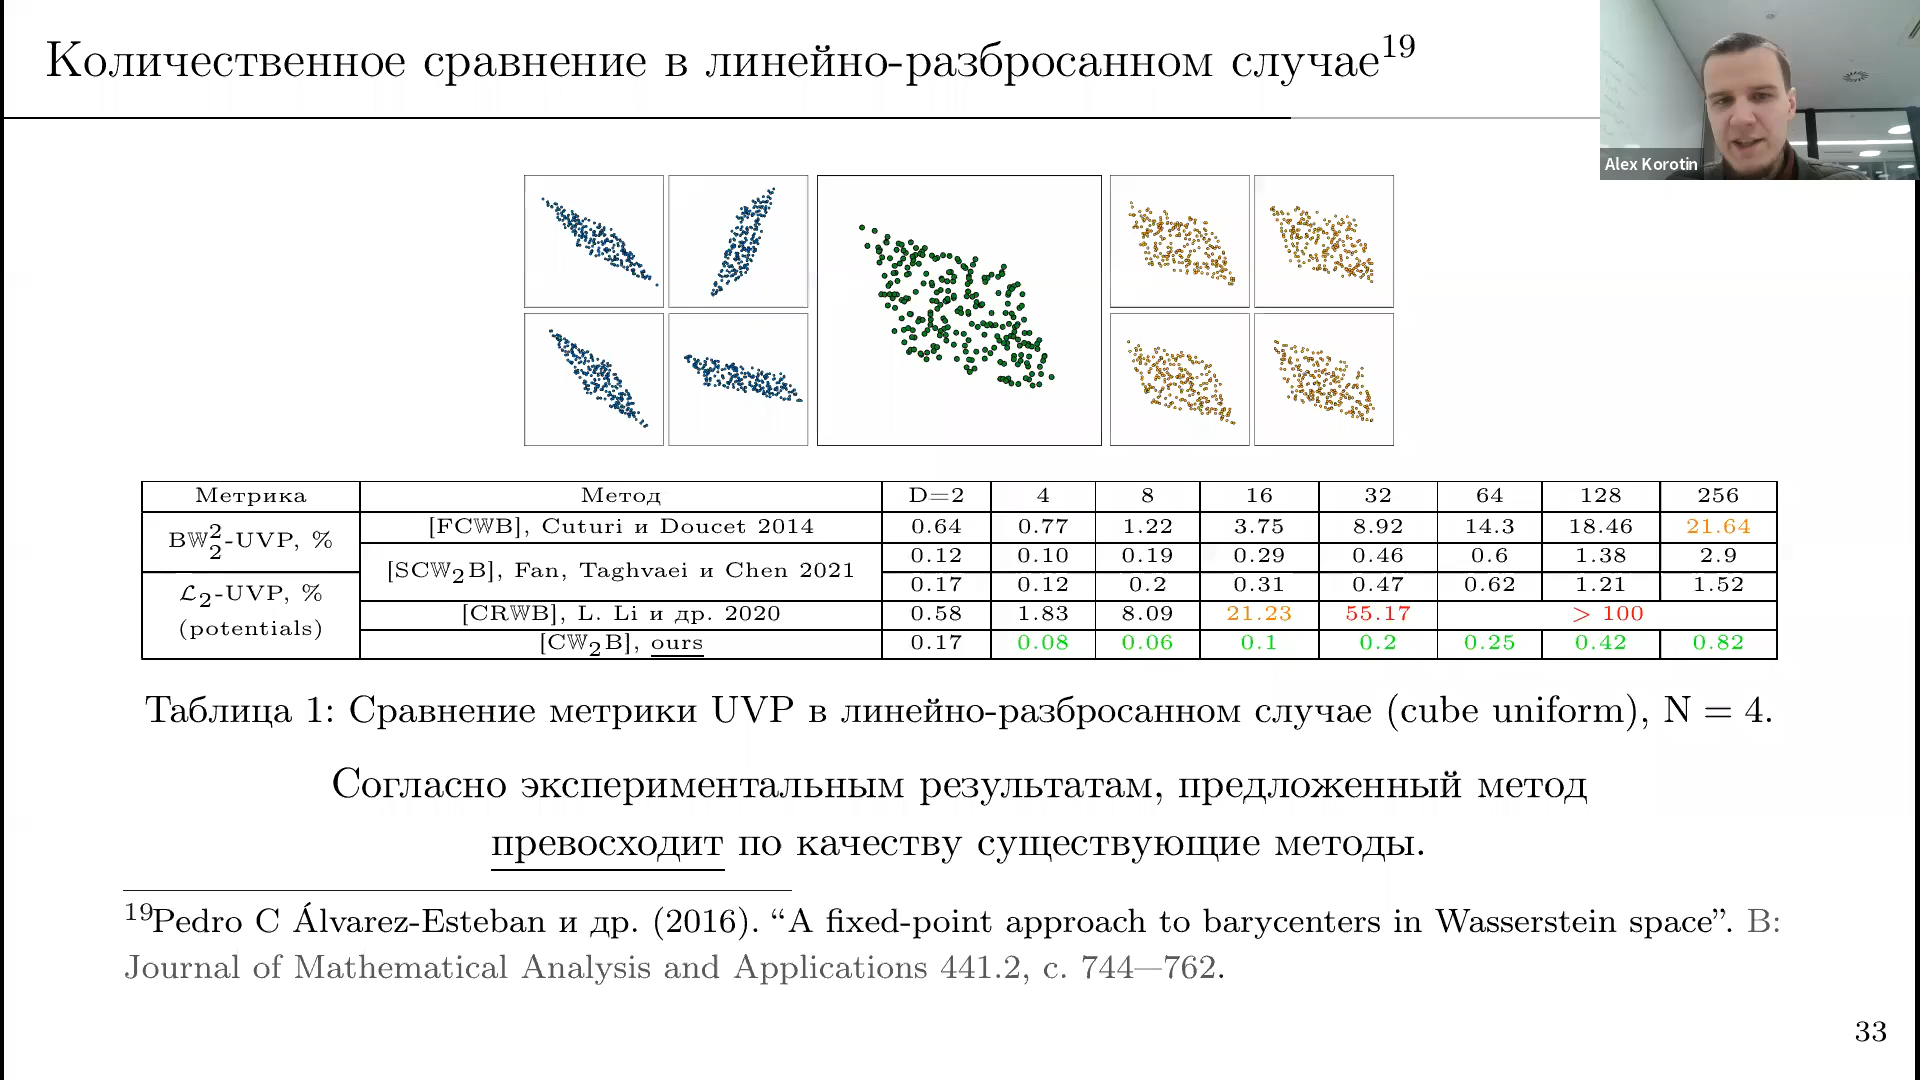 Количественное сравнение в линейно-разбросанном случае19
Alex Korotin
Метрика Метод D=2 4 8 16 32 64 128 256
BW22-UVP, % [FCWB], Cuturi и Doucet 2014 0.64 0.77 1.22 3.75 8.92 14.3 18.46 21.64
[SCW2B], Fan, Taghvaei и Chen 2021 0.12 0.10 0.19 0.29 0.46 0.6 1.38 2.9
ℒ2-UVP, % (potentials) 0.17 0.12 0.2 0.31 0.47 0.62 1.21 1.52
[CRWB], L. Li и др. 2020 0.58 1.83 8.09 21.23 55.17 > 100
[CW2B], ours 0.17 0.08 0.06 0.1 0.2 0.25 0.42 0.82
Таблица 1: Сравнение метрики UVP в линейно-разбросанном случае (cube uniform), N = 4.
Согласно экспериментальным результатам, предложенный метод
превосходит по качеству существующие методы.
19Pedro C Álvarez-Esteban и др. (2016). “A fixed-point approach to barycenters in Wasserstein space”. В:
Journal of Mathematical Analysis and Applications 441.2, с. 744—762.
33